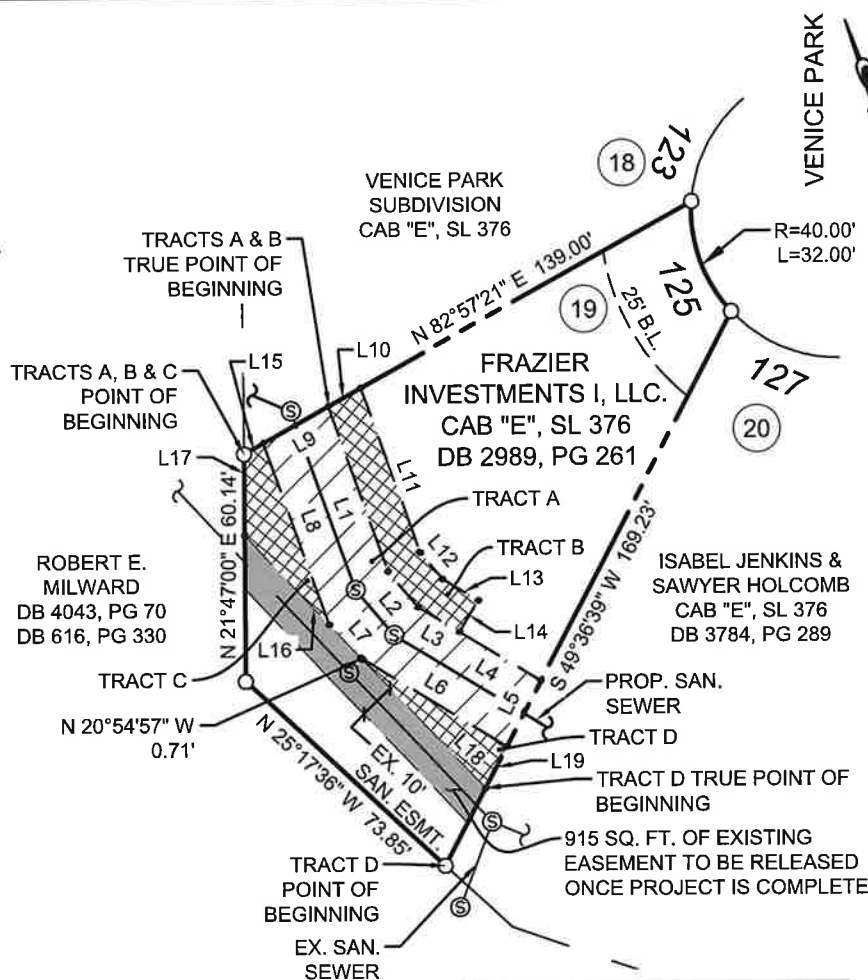 VENICE PARK
123
18
VENICE PARK
SUBDIVISION
CAB "E", SL 376
R=40.00'
L=32.00'
TRACTS A & B
TRUE POINT OF
BEGINNING
125
N 82°57'21" E 139.00'
19
25' B.L.
L10
L15
127
20
TRACTS A, B & C
POINT OF
BEGINNING
FRAZIER
INVESTMENTS I, LLC.
CAB "E", SL 376
DB 2989, PG 261
S
L9
L17
L11
L1
L8
TRACT A
N 21°47'00" E 60.14'
L12
TRACT B
L13
ROBERT E.
MILWARD
DB 4043, PG 70
DB 616, PG 330
ISABEL JENKINS &
SAWYER HOLCOMB
CAB "E", SL 376
DB 3784, PG 289
S 49°36'39" W 169.23'
S
L2
L14
L3
S
L7
L16
L4
L5
L6
TRACT C
PROP. SAN.
SEWER
S
N 20°54'57" W
0.71'
TRACT D
L18
L19
EX. 10'
SAN. ESMT.
N 25°17'36" W 73.85'
TRACT D TRUE POINT OF
BEGINNING
S
915 SQ. FT. OF EXISTING
EASEMENT TO BE RELEASED
ONCE PROJECT IS COMPLETE
TRACT D
POINT OF
BEGINNING
S
EX. SAN.
SEWER